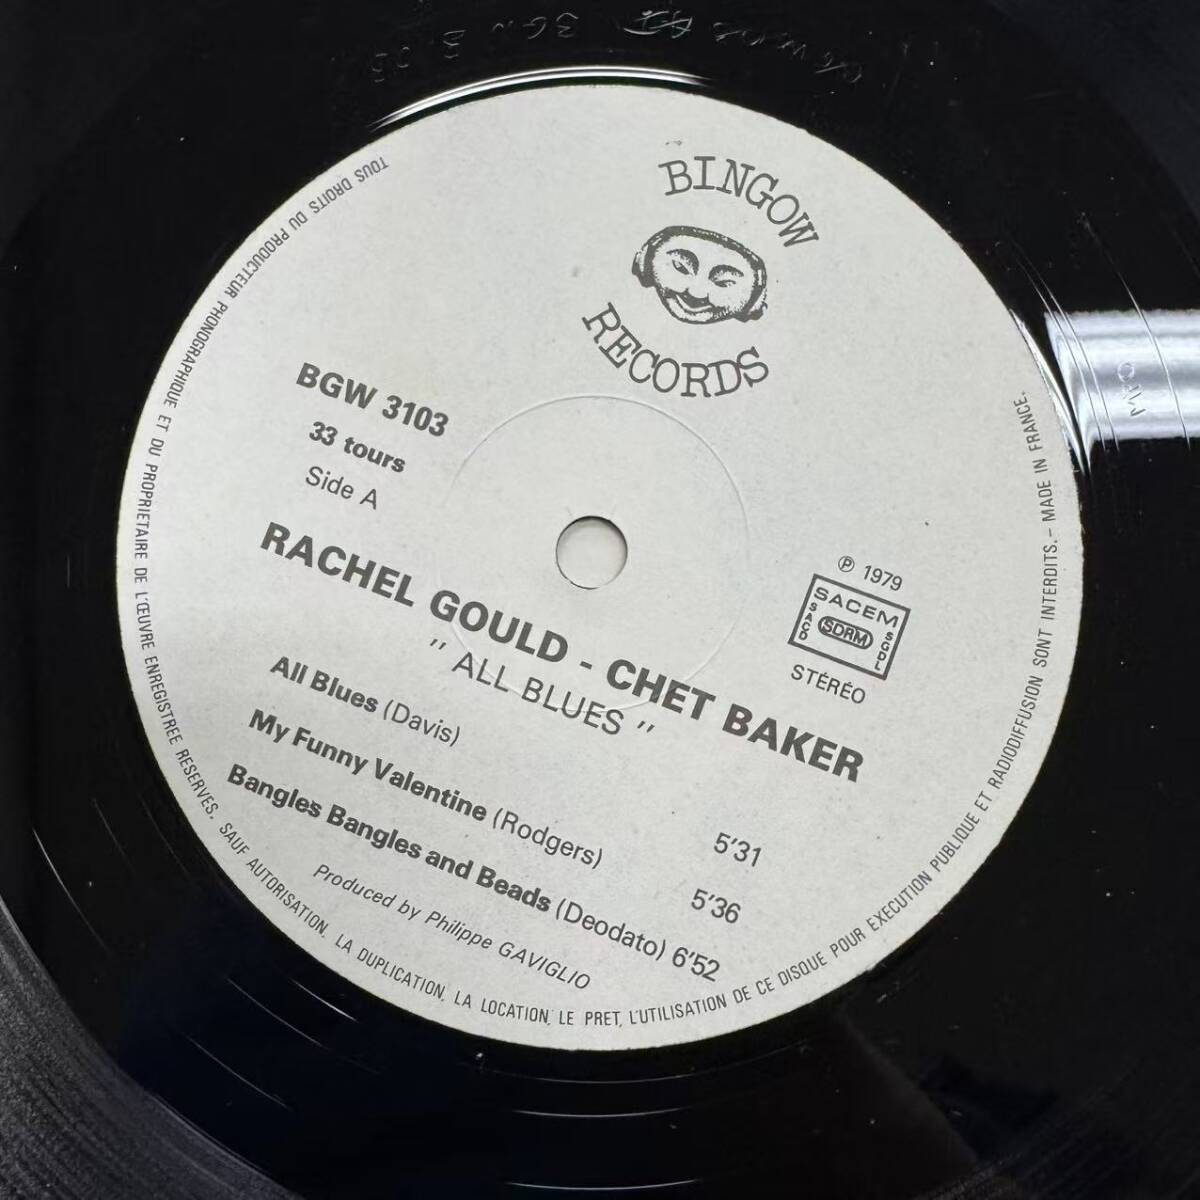 BINGOW
RECORDS
BGW 3103
33 tours
Side A
RACHEL GOULD - CHET BAKER
" ALL BLUES "
℗ 1979
SACEM
SACD
SDRM
SGDL
STÉRÉO
All Blues (Davis) 5'31
My Funny Valentine (Rodgers) 5'36
Bangles Bangles and Beads (Deodato) 6'52
Produced by Philippe GAVIGLIO
TOUS DROITS DU PRODUCTEUR PHONOGRAPHIQUE ET DU PROPRIETAIRE DE L'ŒUVRE ENREGISTREE RESERVES. SAUF AUTORISATION. LA DUPLICATION, LA LOCATION, LE PRET, L'UTILISATION DE CE DISQUE POUR EXECUTION PUBLIQUE ET RADIODIFFUSION SONT INTERDITS. - MADE IN FRANCE.